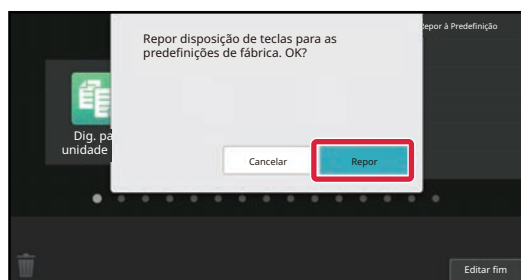 Repor disposição de teclas para as
predefinições de fábrica. OK?
Repor à Predefinição
Dig. pa
unidade
Cancelar
Repor
Editar fim